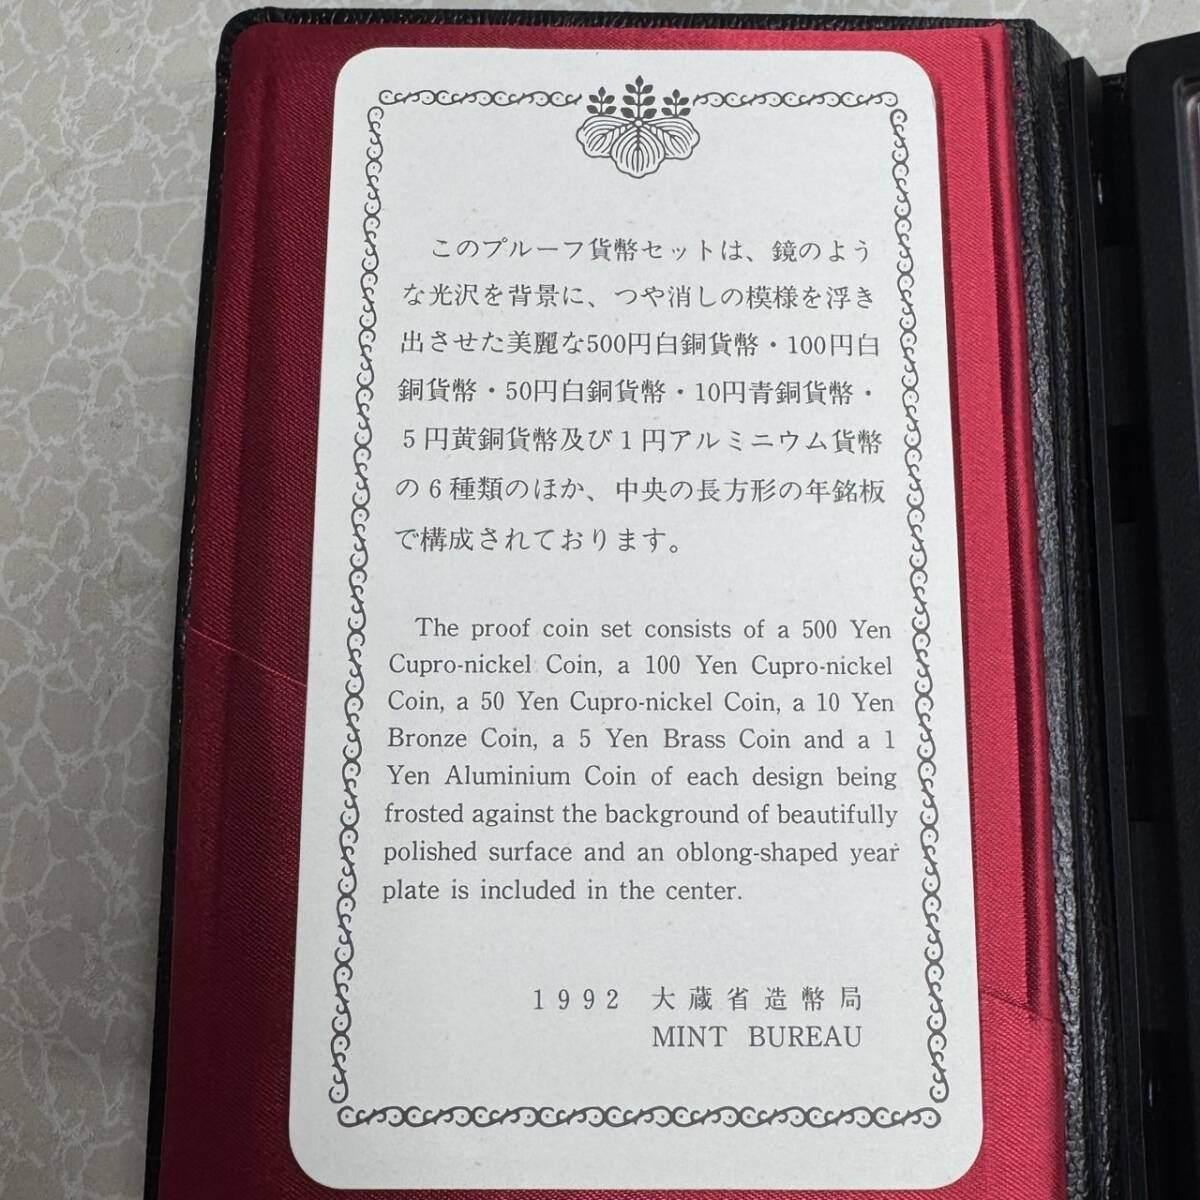 このプルーフ貨幣セットは、鏡のよう
な光沢を背景に、つや消しの模様を浮き
出させた美麗な500円白銅貨幣・100円白
銅貨幣・50円白銅貨幣・10円青銅貨幣・
5円黄銅貨幣及び1円アルミニウム貨幣
の6種類のほか、中央の長方形の年銘板
で構成されております。
The proof coin set consists of a 500 Yen
Cupro-nickel Coin, a 100 Yen Cupro-nickel
Coin, a 50 Yen Cupro-nickel Coin, a 10 Yen
Bronze Coin, a 5 Yen Brass Coin and a 1
Yen Aluminium Coin of each design being
frosted against the background of beautifully
polished surface and an oblong-shaped year
plate is included in the center.
1992 大蔵省造幣局
MINT BUREAU